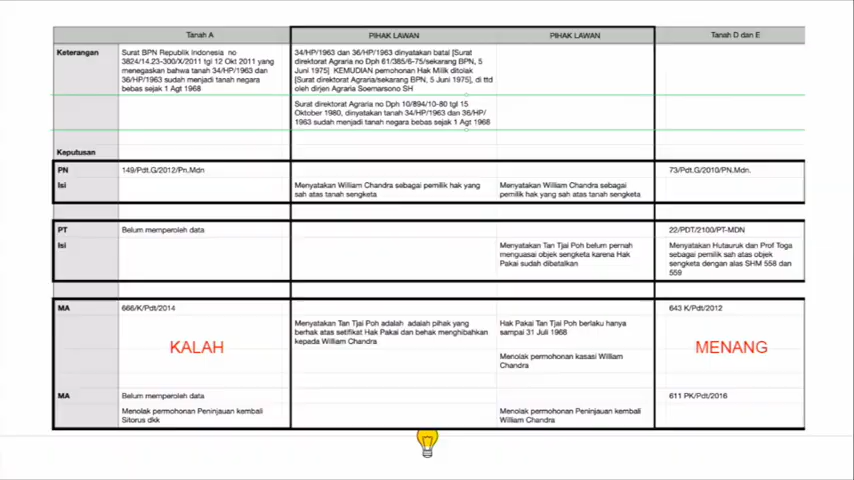 Tanah A
PIHAK LAWAN
PIHAK LAWAN
Tanah D dan E
Keterangan
Surat BPN Republik Indonesia no
3824/14.23-300/X/2011 tgl 12 Okt 2011 yang
menegaskan bahwa tanah 34/HP/1963 dan
36/HP/1963 sudah menjadi tanah negara
bebas sejak 1 Agt 1968
34/HP/1963 dan 36/HP/1963 dinyatakan batal [Surat
direktorat Agraria no Dph 61/385/6-75/sekarang BPN, 5
Juni 1975] KEMUDIAN pemohonan Hak Milik ditolak
[Surat direktorat Agraria/sekarang BPN, 5 Juni 1975], di ttd
oleh dirjen Agraria Soemarsono SH
Surat direktorat Agraria no Dph 10/894/10-80 tgl 15
Oktober 1980, dinyatakan tanah 34/HP/1963 dan 36/HP/
1963 sudah menjadi tanah negara bebas sejak 1 Agt 1968
Keputusan
PN
149/Pdt.G/2012/Pn.Mdn
73/Pdt.G/2010/PN.Mdn.
Isi
Menyatakan William Chandra sebagai pemilik hak yang
sah atas tanah sengketa
Menyatakan William Chandra sebagai
pemilik hak yang sah atas tanah sengketa
PT
Belum memperoleh data
22/PDT/2100/PT-MDN
Isi
Menyatakan Tan Tjai Poh belum pernah
menguasai objek sengketa karena Hak
Pakai sudah dibatalkan
Menyatakan Hutauruk dan Prof Toga
sebagai pemilik sah atas objek
sengketa dengan alas SHM 558 dan
559
MA
666/K/Pdt/2014
643 K/Pdt/2012
KALAH
Menyatakan Tan Tjai Poh adalah adalah pihak yang
berhak atas setifikat Hak Pakai dan behak menghibahkan
kepada William Chandra
Hak Pakai Tan Tjai Poh berlaku hanya
sampai 31 Juli 1968
Menolak permohonan kasasi William
Chandra
MENANG
MA
Belum memperoleh data
611 PK/Pdt/2016
Menolak permohonan Peninjauan kembali
Sitorus dkk
Menolak permohonan Peninjauan kembali
William Chandra